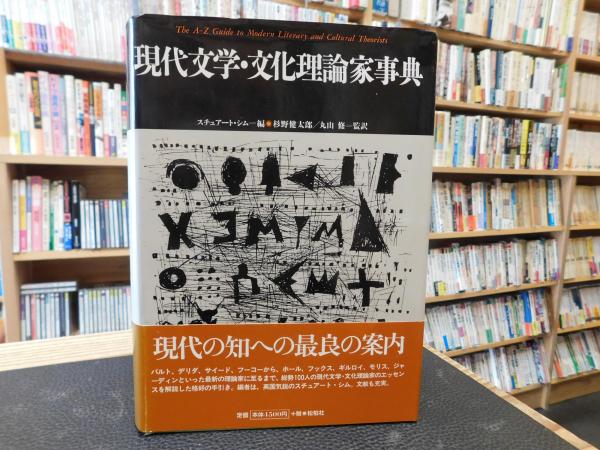 The A-Z Guide to Modern Literary and Cultural Theorists
現代文学・文化理論家事典
スチュアート・シム—編●杉野健太郎／丸山 修—監訳
現代の知への最良の案内
バルト、デリダ、サイード、フーコーから、ホール、フックス、ギルロイ、モリス、ジャ
ーディンといった最新の理論家に至るまで、総勢100人の現代文学・文化理論家のエッセン
スを解説した格好の手引き。編者は、英国気鋭のスチュアート・シム。文献も充実。
定価 本体4500円 +税●松柏社